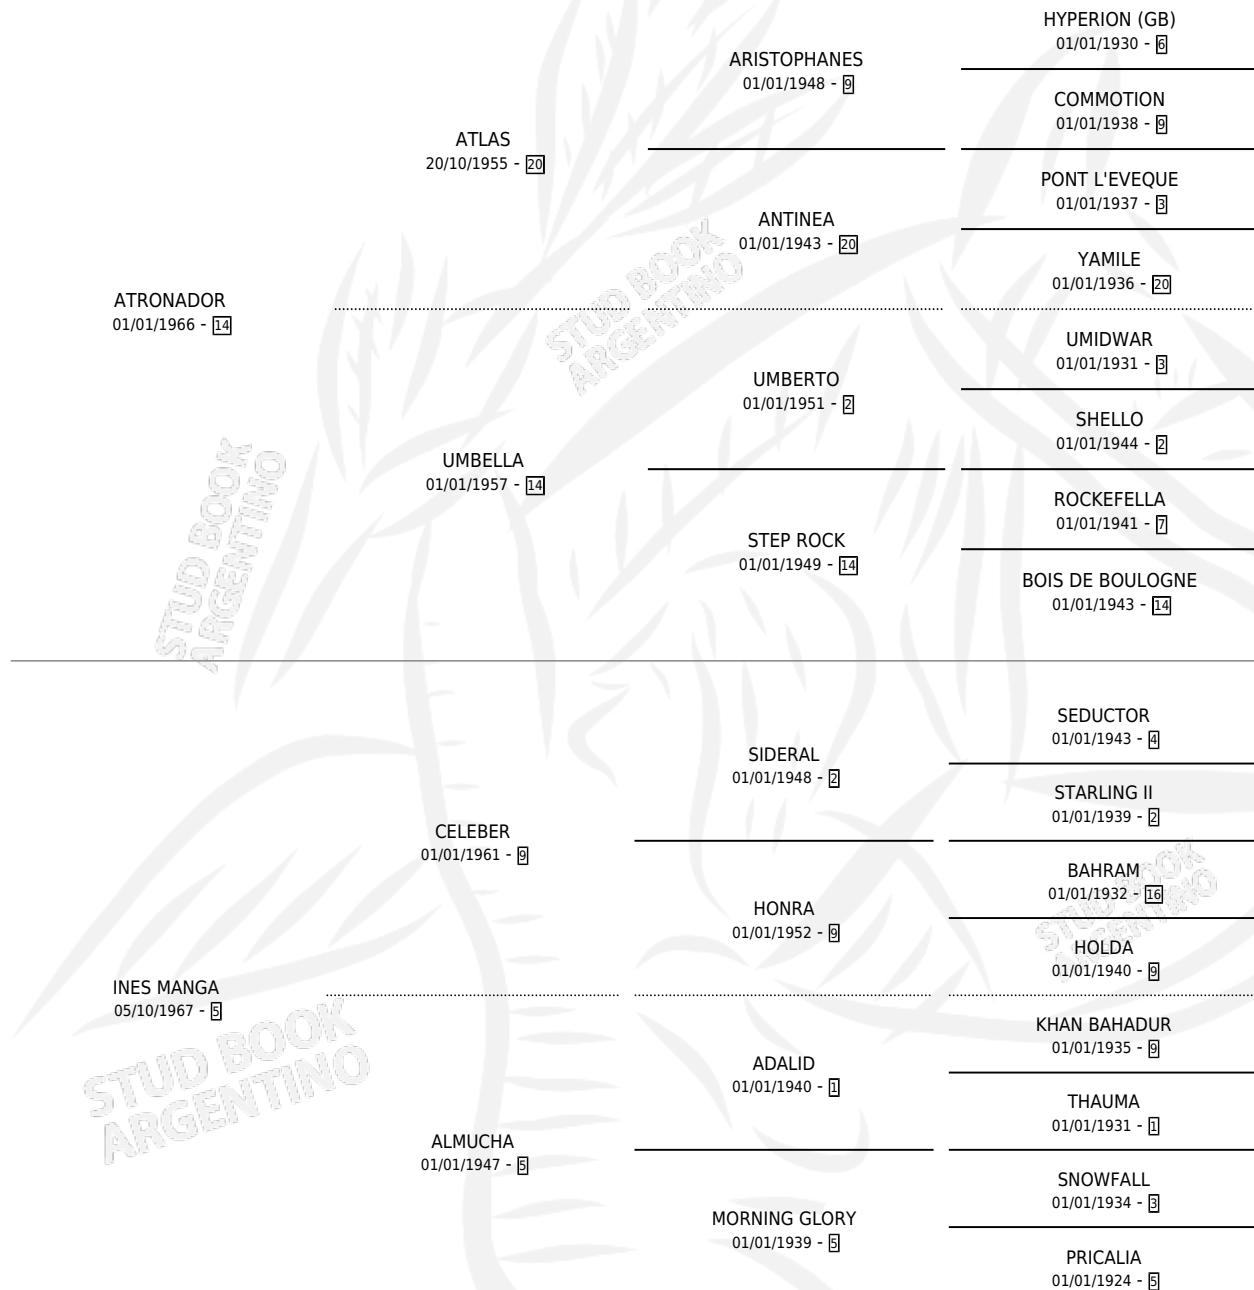 HYPERION (GB)
01/01/1930 - 6
ARISTOPHANES
01/01/1948 - 9
COMMOTION
01/01/1938 - 9
ATLAS
20/10/1955 - 20
PONT L'EVEQUE
01/01/1937 - 3
ANTINEA
01/01/1943 - 20
YAMILE
01/01/1936 - 20
ATRONADOR
01/01/1966 - 14
STUD BOOK
ARGENTINO
UMIDWAR
01/01/1931 - 3
UMBERTO
01/01/1951 - 2
SHELLO
01/01/1944 - 2
UMBELLA
01/01/1957 - 14
ROCKEFELLA
01/01/1941 - 7
STEP ROCK
01/01/1949 - 14
BOIS DE BOULOGNE
01/01/1943 - 14
STUD BOOK
ARGENTINO
SEDUCTOR
01/01/1943 - 4
SIDERAL
01/01/1948 - 2
STARLING II
01/01/1939 - 2
CELEBER
01/01/1961 - 9
BAHRAM
01/01/1932 - 16
HONRA
01/01/1952 - 9
STUD BOOK
ARGENTINO
HOLDA
01/01/1940 - 9
INES MANGA
05/10/1967 - 5
STUD BOOK
ARGENTINO
KHAN BAHADUR
01/01/1935 - 9
ADALID
01/01/1940 - 1
THAUMA
01/01/1931 - 1
ALMUCHA
01/01/1947 - 5
SNOWFALL
01/01/1934 - 3
MORNING GLORY
01/01/1939 - 5
PRICALIA
01/01/1924 - 5